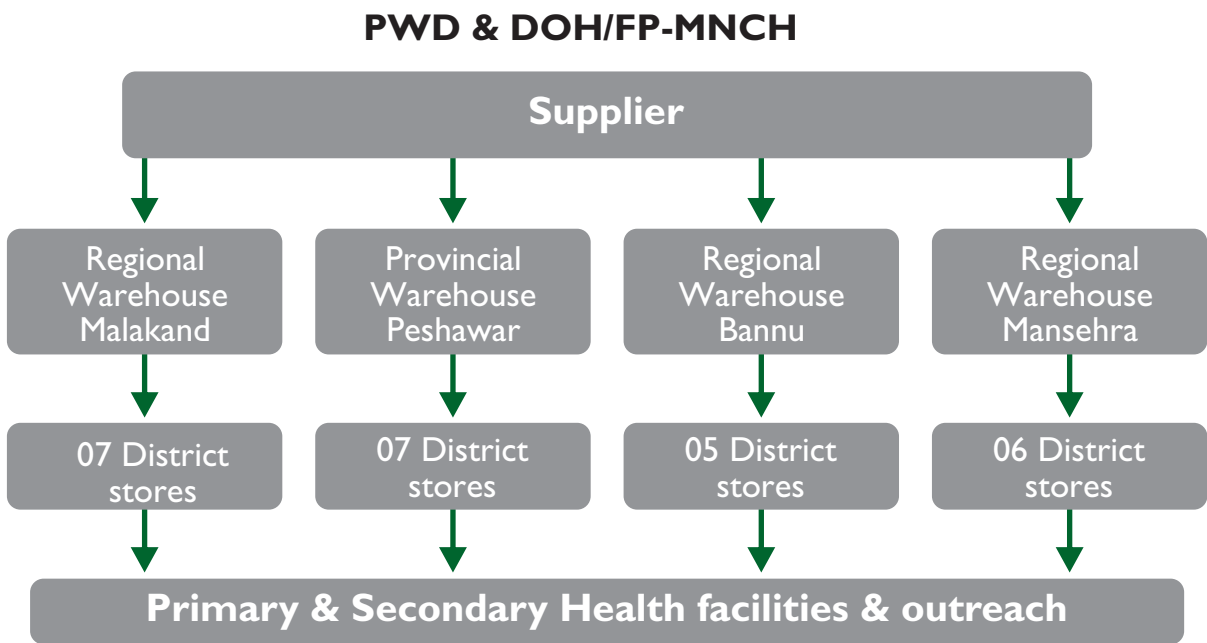 PWD & DOH/FP-MNCH
Supplier
Regional
Warehouse
Malakand
Provincial
Warehouse
Peshawar
Regional
Warehouse
Bannu
Regional
Warehouse
Mansehra
07 District
stores
07 District
stores
05 District
stores
06 District
stores
Primary & Secondary Health facilities & outreach